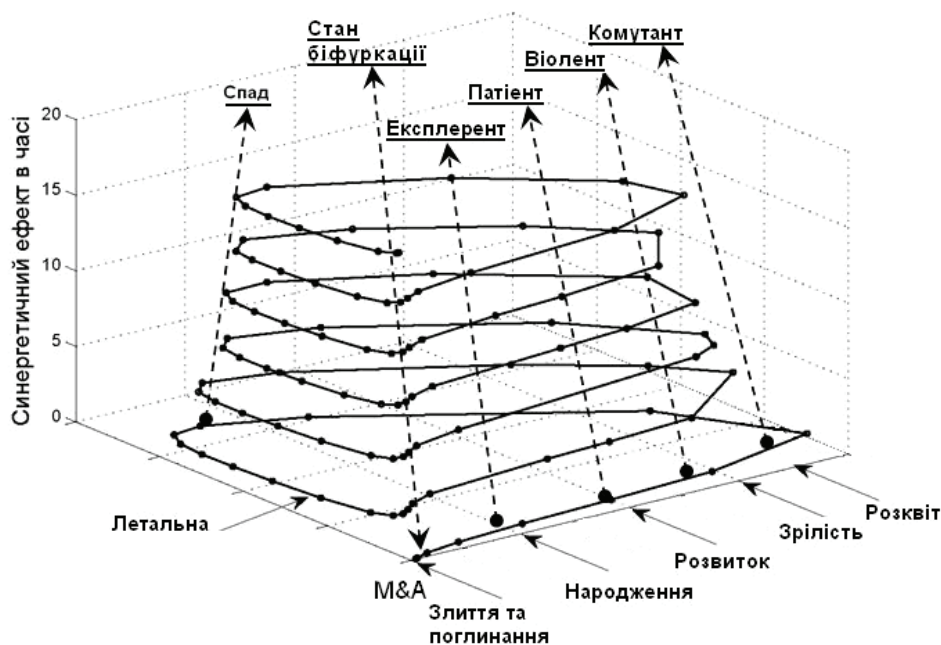 Стан
біфуркації
Комутант
Віолент
Спад
Патієнт
Експлерент
Синергетичний ефект в часі
20
15
10
5
0
Летальна
Розквіт
Зрілість
Розвиток
Народження
M&A
Злиття та
поглинання